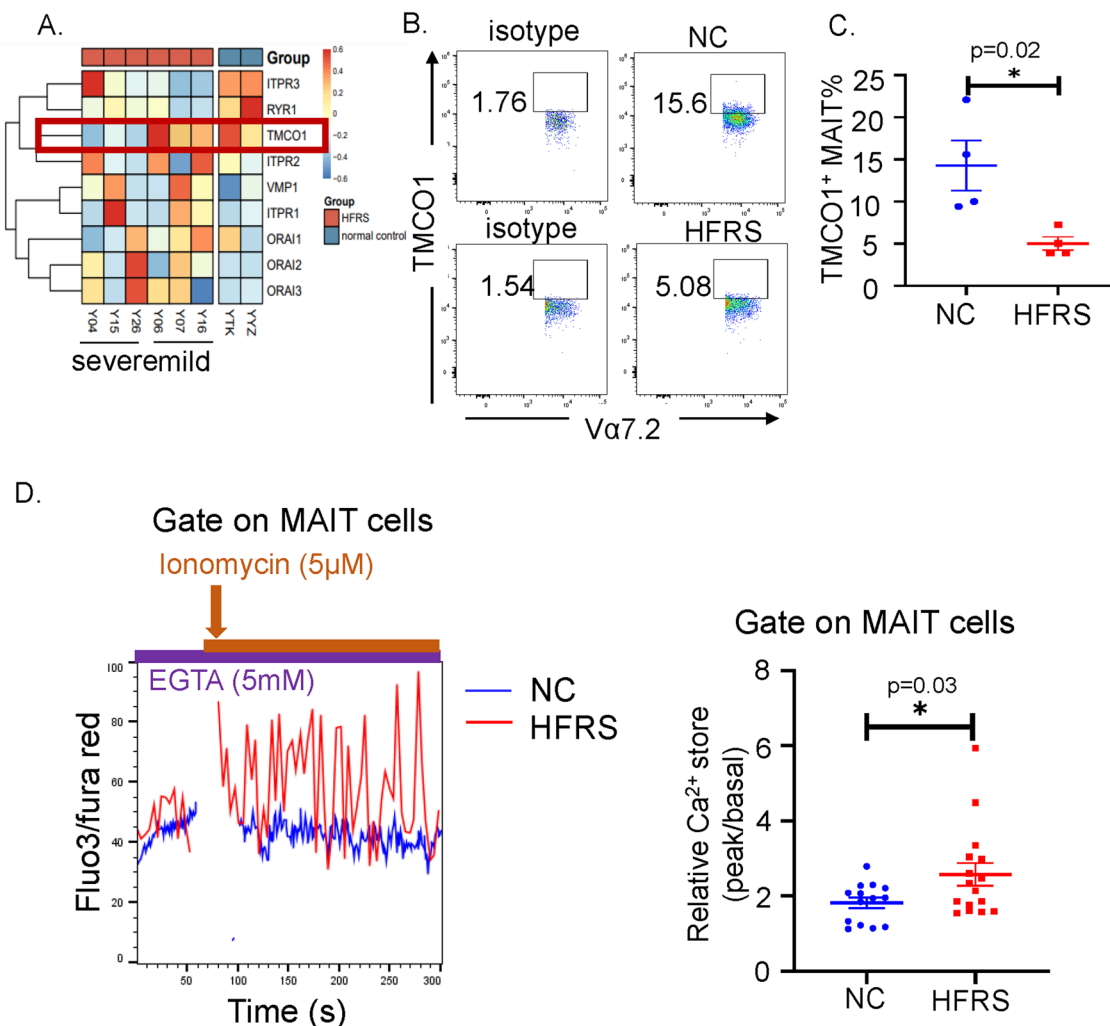 A.
Group
0.6
0.4
0.2
0
−0.2
−0.4
−0.6
ITPR3
RYR1
TMCO1
ITPR2
VMP1
ITPR1
ORAI1
ORAI2
ORAI3
Group
HFRS
normal control
Y04
Y15
Y26
Y06
Y07
Y16
YTK
YYZ
severemild
B.
isotype
NC
1.76
15.6
isotype
HFRS
1.54
5.08
TMCO1
Vα7.2
C.
p=0.02
*
25
20
15
10
5
0
TMCO1⁺ MAIT%
NC
HFRS
D.
Gate on MAIT cells
Ionomycin (5μM)
EGTA (5mM)
100
80
60
40
20
0
Fluo3/fura red
50
100
150
200
250
300
Time (s)
NC
HFRS
Gate on MAIT cells
p=0.03
*
8
6
4
2
0
Relative Ca²⁺ store
(peak/basal)
NC
HFRS